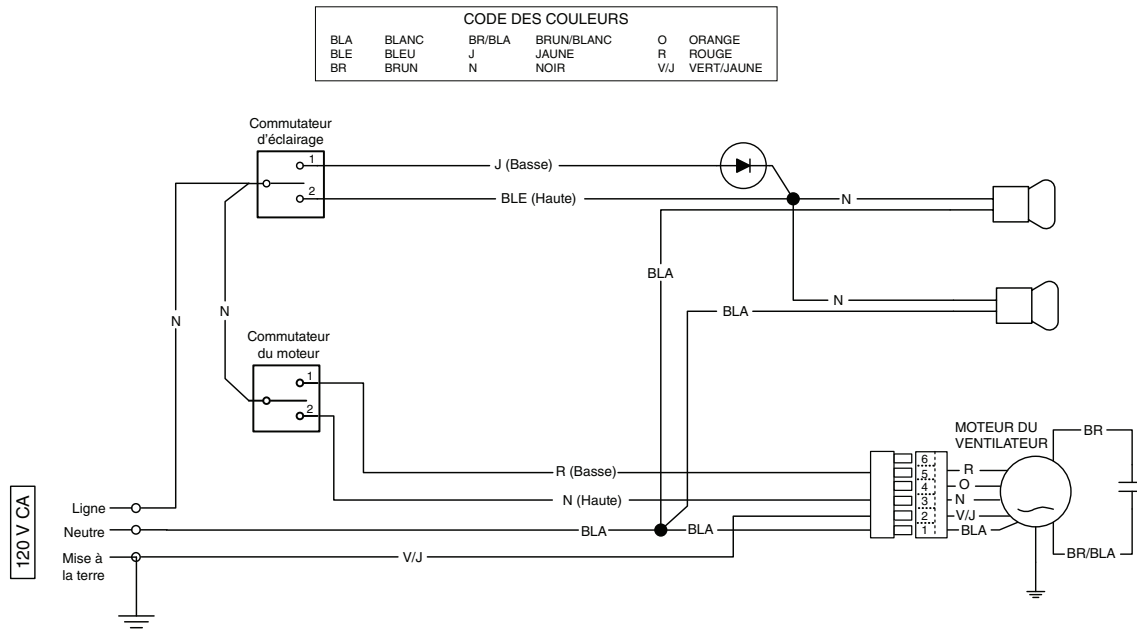 CODE DES COULEURS
BLA BLANC BR/BLA BRUN/BLANC O ORANGE
BLE BLEU J JAUNE R ROUGE
BR BRUN N NOIR V/J VERT/JAUNE
Commutateur
d'éclairage
1
J (Basse)
2
BLE (Haute)
N
BLA
N
BLA
N
N
Commutateur
du moteur
1
2
MOTEUR DU
VENTILATEUR
BR
6
R (Basse)
5
R
4
O
N (Haute)
3
N
2
V/J
1
BLA
120 V CA
Ligne
Neutre
BLA
BLA
Mise à
la terre
V/J
BR/BLA